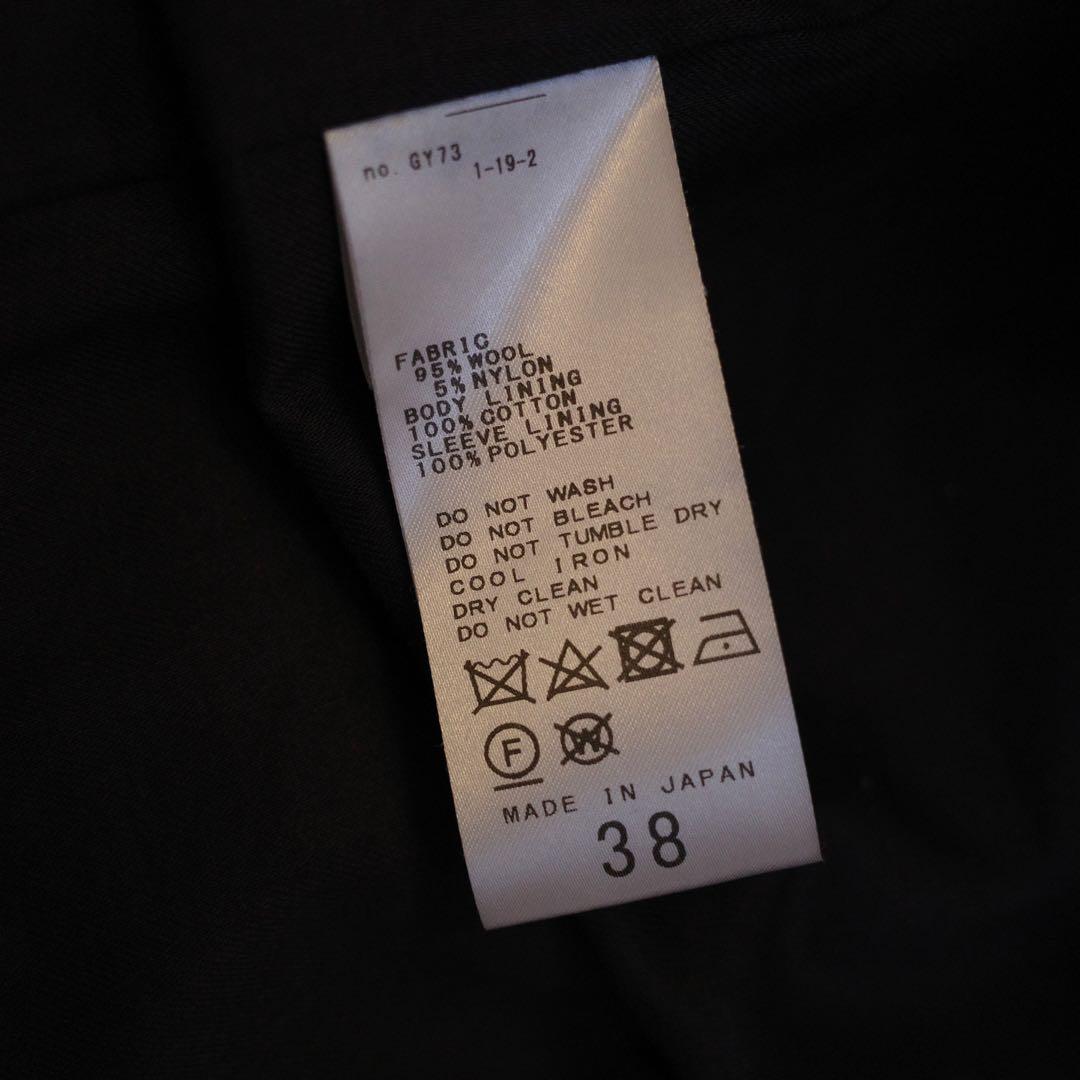 no. GY73
1-19-2
FABRIC
95% WOOL
5% NYLON
BODY LINING
100% COTTON
SLEEVE LINING
100% POLYESTER
DO NOT WASH
DO NOT BLEACH
DO NOT TUMBLE DRY
COOL IRON
DRY CLEAN
DO NOT WET CLEAN
F W
MADE IN JAPAN
38